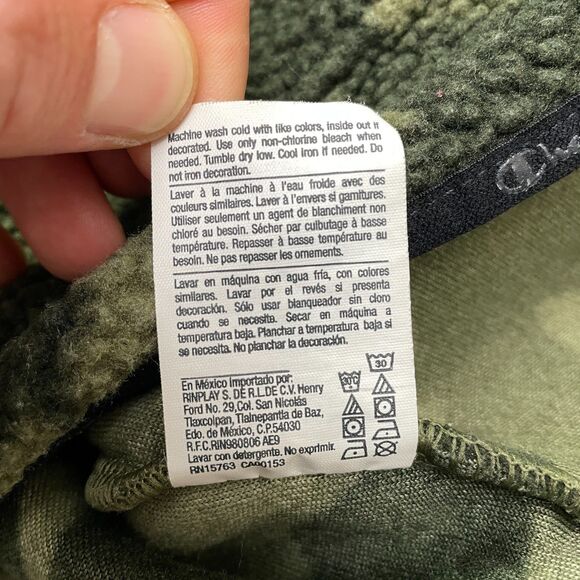 Machine wash cold with like colors, inside out if
decorated. Use only non-chlorine bleach when
needed. Tumble dry low. Cool iron if needed. Do
not iron decoration.
Laver à la machine à l'eau froide avec des
couleurs similaires. Laver à l'envers si garnitures.
Utiliser seulement un agent de blanchiment non
chloré au besoin. Sécher par culbutage à basse
température. Repasser à basse température au
besoin. Ne pas repasser les ornements.
Lavar en máquina con agua fría, con colores
similares. Lavar por el revés si presenta
decoración. Sólo usar blanqueador sin cloro
cuando se necesite. Secar en máquina a
temperatura baja. Planchar a temperatura baja si
se necesita. No planchar la decoración.
En México Importado por:
RINPLAY S. DE R.L.DE C.V. Henry
Ford No. 29,Col. San Nicolás
Tlaxcolpan, Tlalnepantla de Baz,
Edo. de México, C.P.54030
R.F.C.RIN980806 AE9
Lavar con detergente. No exprimir.
RN15763 CA00153
30°C
30
Cha